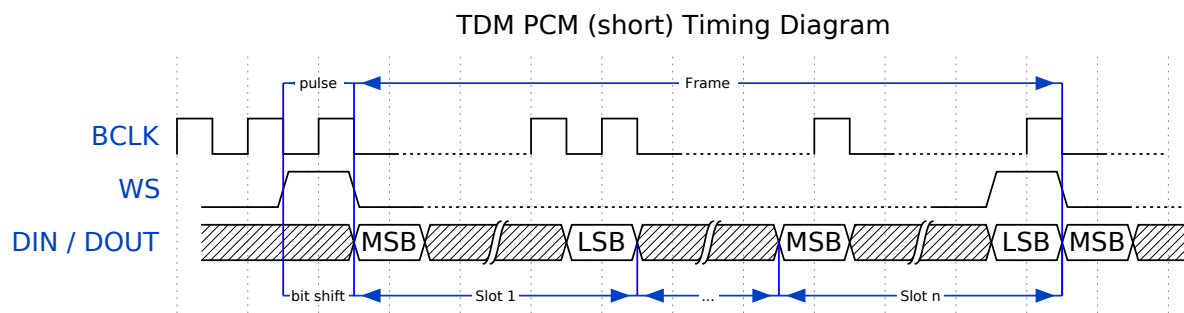 TDM PCM (short) Timing Diagram
pulse Frame
BCLK
WS
DIN / DOUT MSB LSB MSB LSB MSB
bit shift Slot 1 ... Slot n